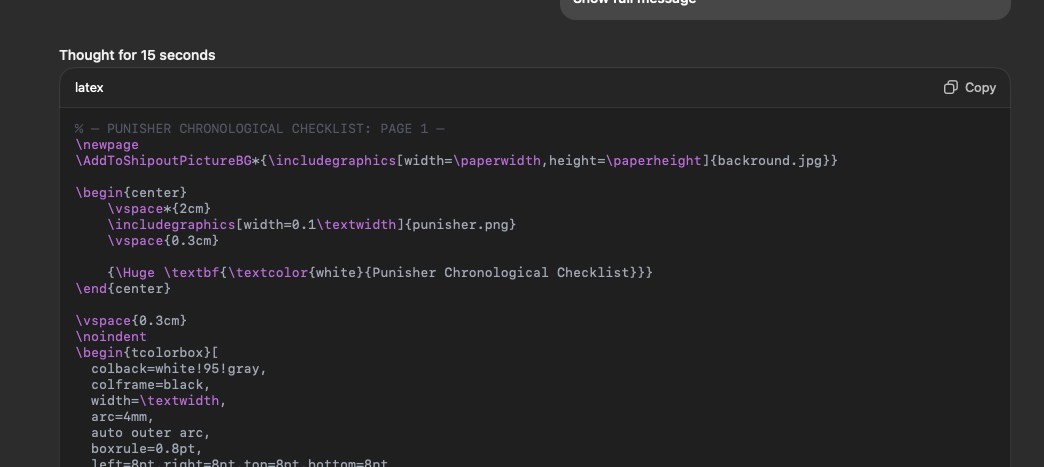 Show full message
Thought for 15 seconds
latex
Copy
% — PUNISHER CHRONOLOGICAL CHECKLIST: PAGE 1 —
\newpage
\AddToShipoutPictureBG*{\includegraphics[width=\paperwidth,height=\paperheight]{backround.jpg}}
\begin{center}
    \vspace*{2cm}
    \includegraphics[width=0.1\textwidth]{punisher.png}
    \vspace{0.3cm}
    {\Huge \textbf{\textcolor{white}{Punisher Chronological Checklist}}}
\end{center}
\vspace{0.3cm}
\noindent
\begin{tcolorbox}[
  colback=white!95!gray,
  colframe=black,
  width=\textwidth,
  arc=4mm,
  auto outer arc,
  boxrule=0.8pt,
  left=8pt,right=8pt,top=8pt,bottom=8pt